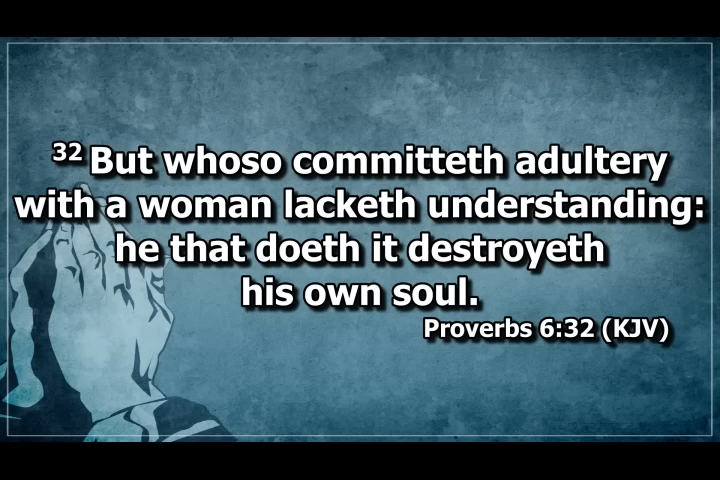 32 But whoso committeth adultery
with a woman lacketh understanding:
he that doeth it destroyeth
his own soul.
Proverbs 6:32 (KJV)